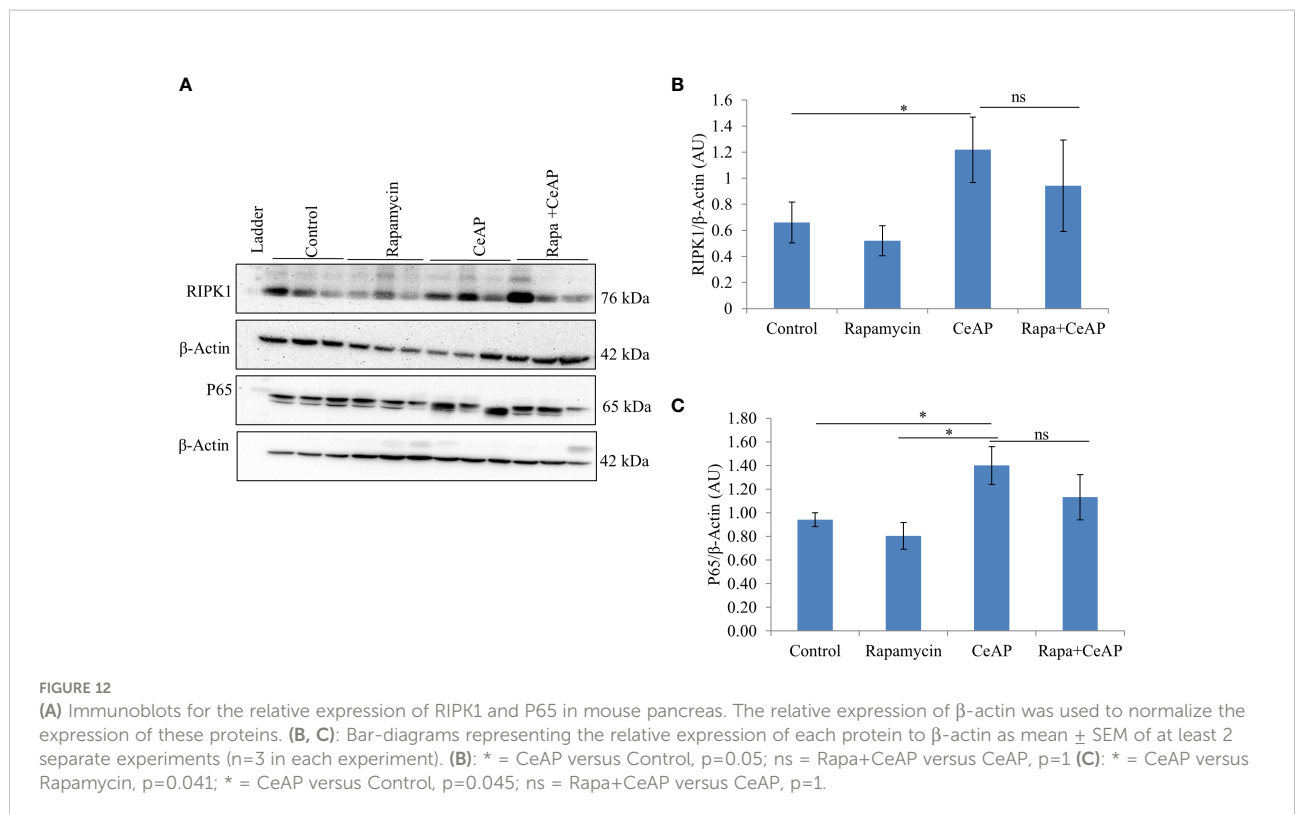 A
Ladder
Control
Rapamycin
CeAP
Rapa +CeAP
RIPK1
76 kDa
β-Actin
42 kDa
P65
65 kDa
β-Actin
42 kDa
B
RIPK1/β-Actin (AU)
1.6
1.4
1.2
1
0.8
0.6
0.4
0.2
0
*
ns
Control
Rapamycin
CeAP
Rapa+CeAP
C
P65/β-Actin (AU)
1.80
1.60
1.40
1.20
1.00
0.80
0.60
0.40
0.20
0.00
*
*
ns
Control
Rapamycin
CeAP
Rapa+CeAP
FIGURE 12
(A) Immunoblots for the relative expression of RIPK1 and P65 in mouse pancreas. The relative expression of β-actin was used to normalize the
expression of these proteins. (B, C): Bar-diagrams representing the relative expression of each protein to β-actin as mean ± SEM of at least 2
separate experiments (n=3 in each experiment). (B): * = CeAP versus Control, p=0.05; ns = Rapa+CeAP versus CeAP, p=1 (C): * = CeAP versus
Rapamycin, p=0.041; * = CeAP versus Control, p=0.045; ns = Rapa+CeAP versus CeAP, p=1.